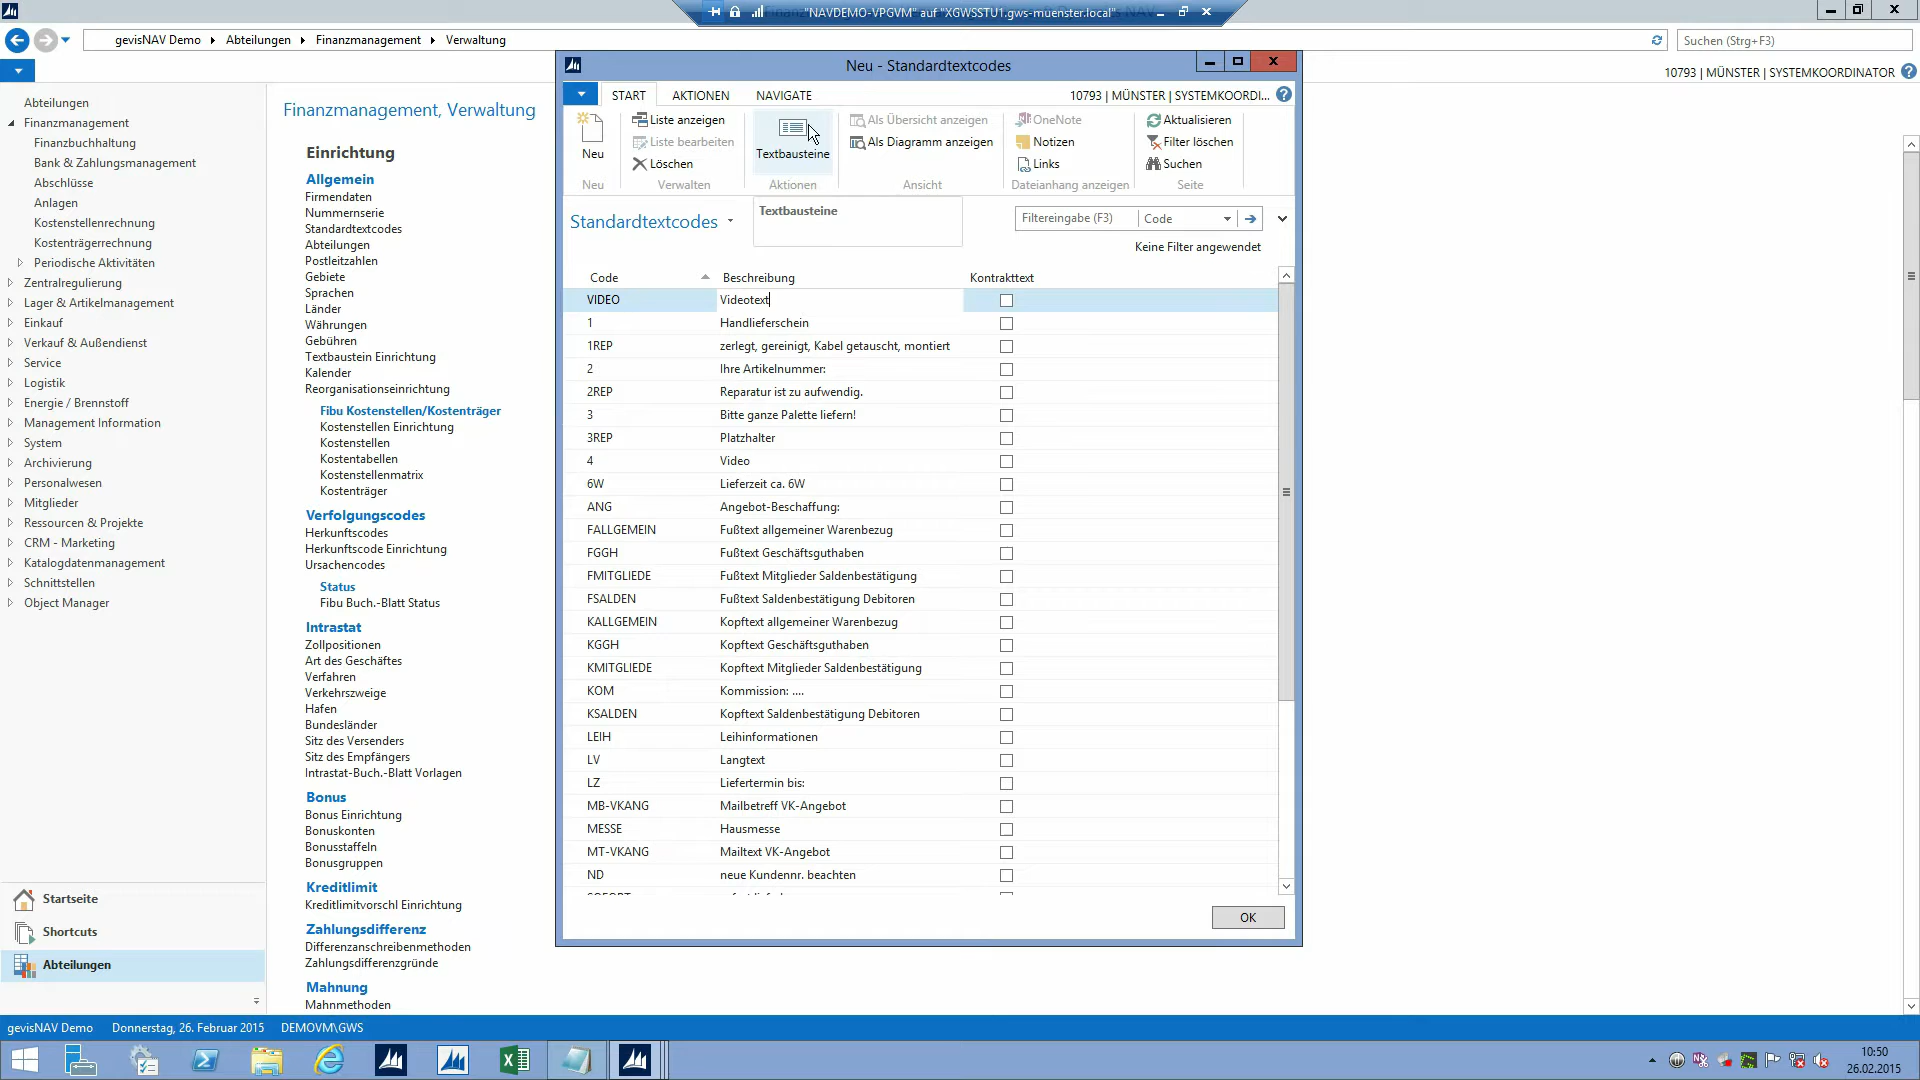 "NAVDEMO-VPGVM" auf "XGWSSTU1.gws-muenster.local"
gevisNAV Demo Abteilungen Finanzmanagement Verwaltung
Suchen (Strg+F3)
10793 | MÜNSTER | SYSTEMKOORDINATOR
Abteilungen
Finanzmanagement
Finanzbuchhaltung
Bank & Zahlungsmanagement
Abschlüsse
Anlagen
Kostenstellenrechnung
Kostenträgerrechnung
Periodische Aktivitäten
Zentralregulierung
Lager & Artikelmanagement
Einkauf
Verkauf & Außendienst
Service
Logistik
Energie / Brennstoff
Management Information
System
Archivierung
Personalwesen
Mitglieder
Ressourcen & Projekte
CRM - Marketing
Katalogdatenmanagement
Schnittstellen
Object Manager
Startseite
Shortcuts
Abteilungen
Finanzmanagement, Verwaltung
Einrichtung
Allgemein
Firmendaten
Nummernserie
Standardtextcodes
Abteilungen
Postleitzahlen
Gebiete
Sprachen
Länder
Währungen
Gebühren
Textbaustein Einrichtung
Kalender
Reorganisationseinrichtung
Fibu Kostenstellen/Kostenträger
Kostenstellen Einrichtung
Kostenstellen
Kostentabellen
Kostenstellenmatrix
Kostenträger
Verfolgungscodes
Herkunftscodes
Herkunftscode Einrichtung
Ursachencodes
Status
Fibu Buch.-Blatt Status
Intrastat
Zollpositionen
Art des Geschäftes
Verfahren
Verkehrszweige
Hafen
Bundesländer
Sitz des Versenders
Sitz des Empfängers
Intrastat-Buch.-Blatt Vorlagen
Bonus
Bonus Einrichtung
Bonuskonten
Bonusstaffeln
Bonusgruppen
Kreditlimit
Kreditlimitvorschl Einrichtung
Zahlungsdifferenz
Differenzanschreibenmethoden
Zahlungsdifferenzgründe
Mahnung
Mahnmethoden
Neu - Standardtextcodes
START AKTIONEN NAVIGATE
10793 | MÜNSTER | SYSTEMKOORDI...
Neu
Liste anzeigen
Liste bearbeiten
Löschen
Textbausteine
Als Übersicht anzeigen
Als Diagramm anzeigen
OneNote
Notizen
Links
Aktualisieren
Filter löschen
Suchen
Neu Verwalten Aktionen Ansicht Dateianhang anzeigen Seite
Textbausteine
Standardtextcodes
Filtereingabe (F3) Code
Keine Filter angewendet
Code Beschreibung Kontrakttext
VIDEO Videotext
1 Handlieferschein
1REP zerlegt, gereinigt, Kabel getauscht, montiert
2 Ihre Artikelnummer:
2REP Reparatur ist zu aufwendig.
3 Bitte ganze Palette liefern!
3REP Platzhalter
4 Video
6W Lieferzeit ca. 6W
ANG Angebot-Beschaffung:
FALLGEMEIN Fußtext allgemeiner Warenbezug
FGGH Fußtext Geschäftsguthaben
FMITGLIEDE Fußtext Mitglieder Saldenbestätigung
FSALDEN Fußtext Saldenbestätigung Debitoren
KALLGEMEIN Kopftext allgemeiner Warenbezug
KGGH Kopftext Geschäftsguthaben
KMITGLIEDE Kopftext Mitglieder Saldenbestätigung
KOM Kommission: ....
KSALDEN Kopftext Saldenbestätigung Debitoren
LEIH Leihinformationen
LV Langtext
LZ Liefertermin bis:
MB-VKANG Mailbetreff VK-Angebot
MESSE Hausmesse
MT-VKANG Mailtext VK-Angebot
ND neue Kundennr. beachten
OK
gevisNAV Demo Donnerstag, 26. Februar 2015 DEMOVM\GWS
10:50
26.02.2015